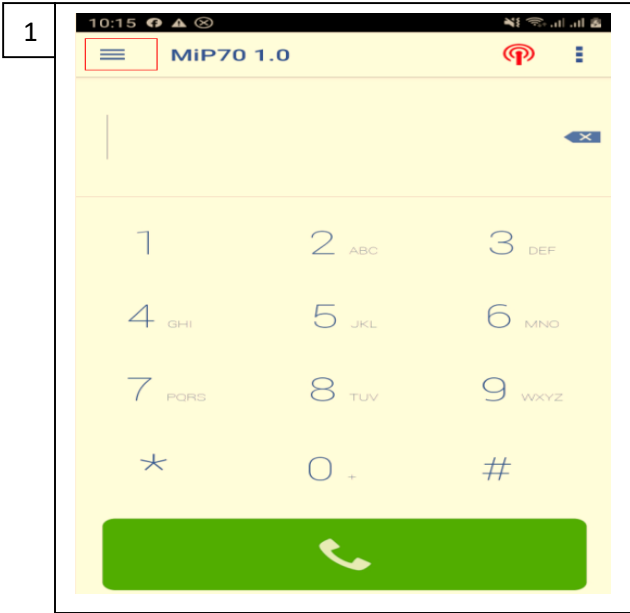 1
10:15
MiP70 1.0
1
2 ABC
3 DEF
4 GHI
5 JKL
6 MNO
7 PQRS
8 TUV
9 WXYZ
*
0 +
#